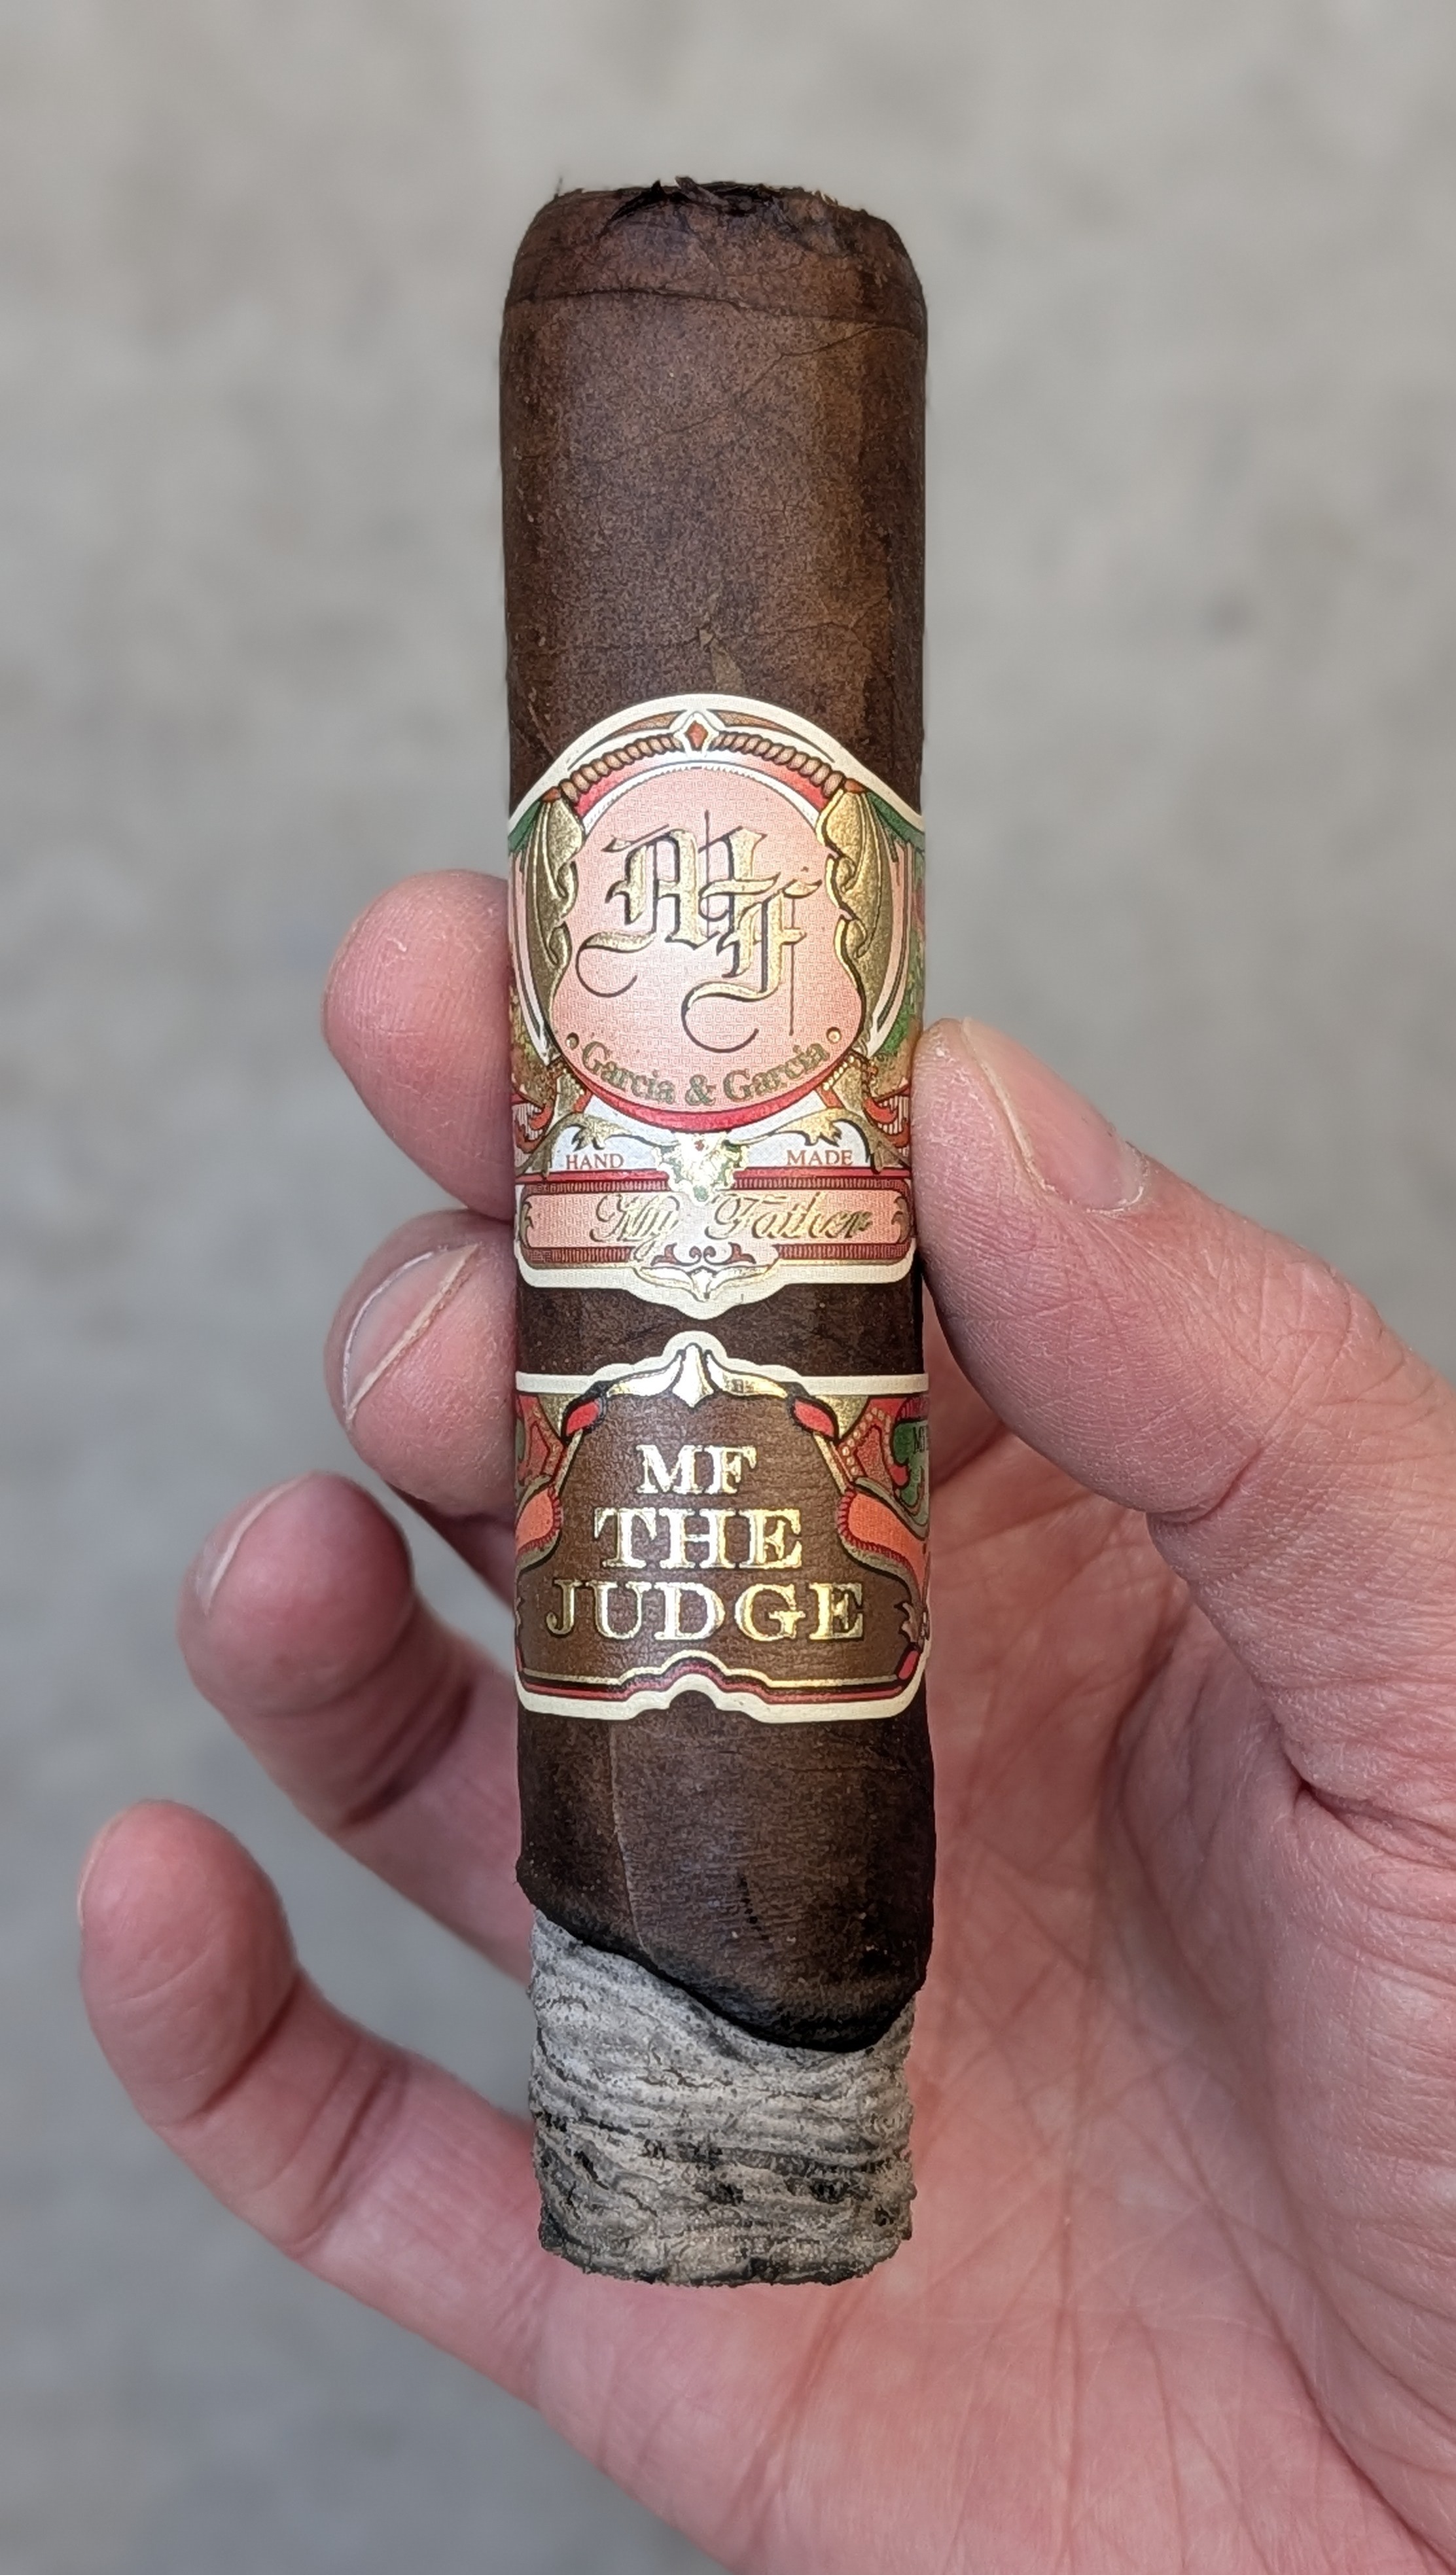 MF
Garcia & Garcia
HAND MADE
My Father
MF
THE
JUDGE